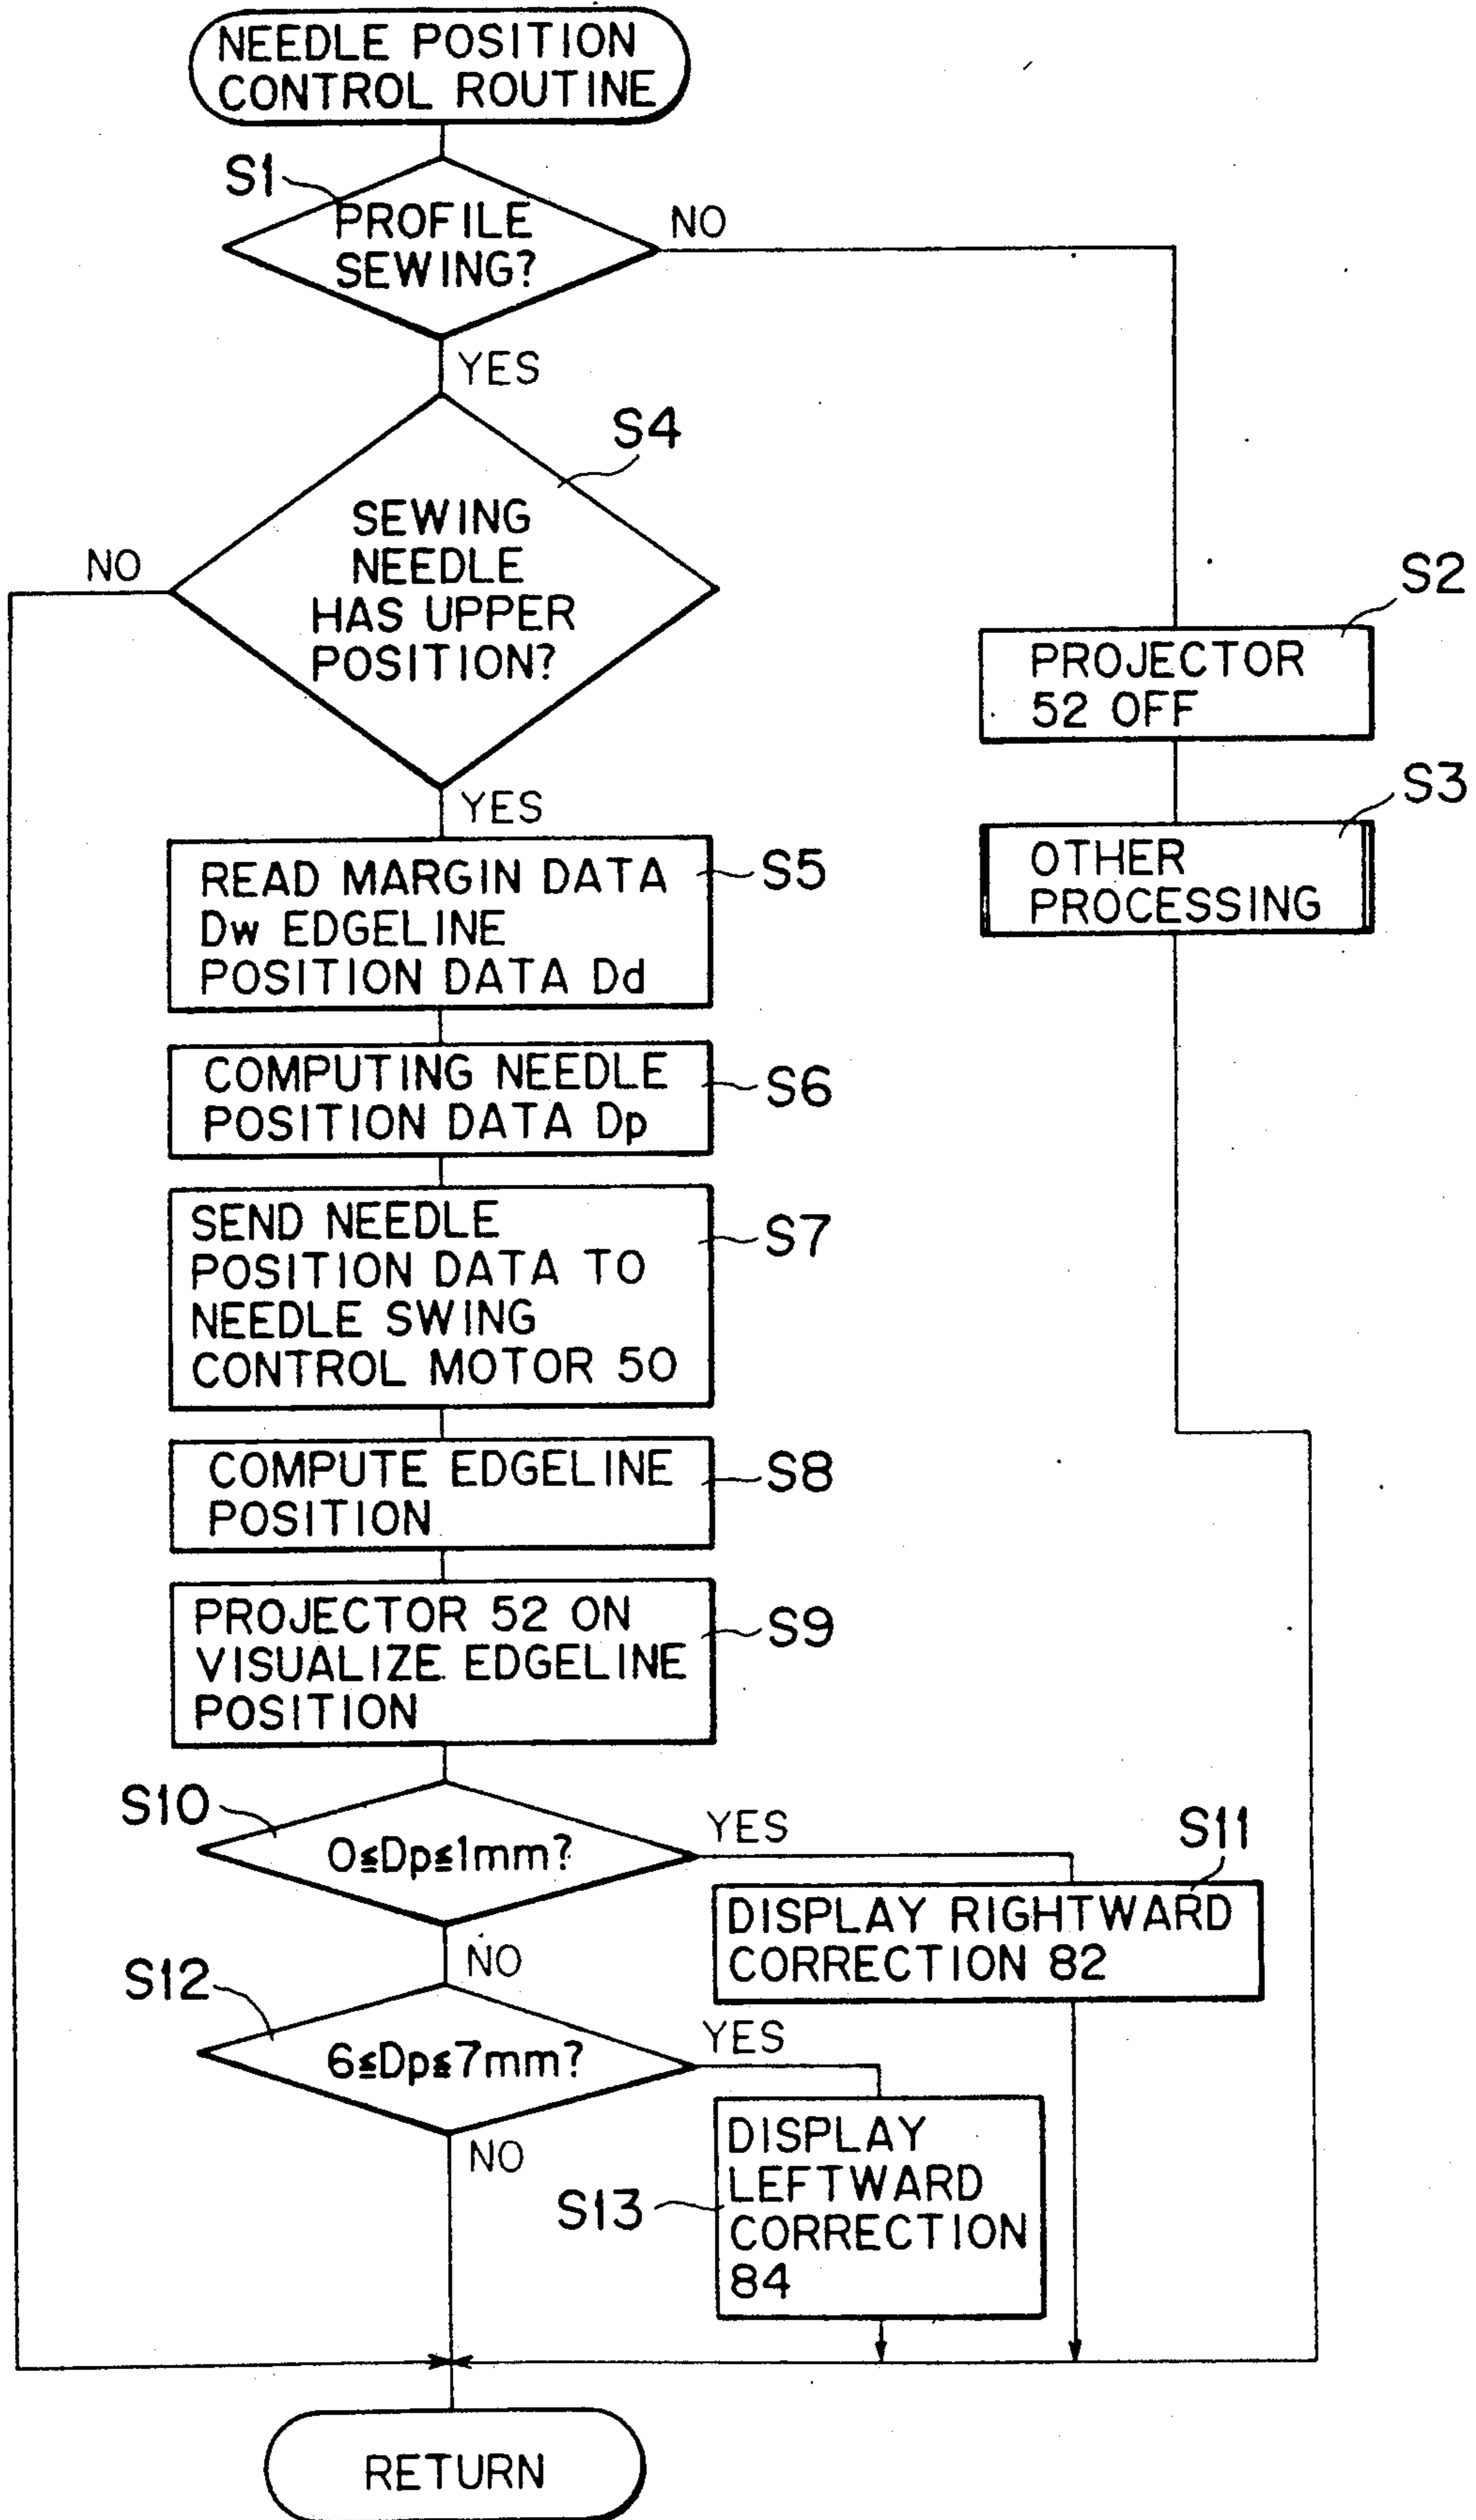 NEEDLE POSITION
CONTROL ROUTINE
S1
PROFILE
SEWING?
NO
YES
S4
SEWING
NEEDLE
HAS UPPER
POSITION?
NO
YES
S2
PROJECTOR
52 OFF
S3
OTHER
PROCESSING
READ MARGIN DATA
Dw EDGELINE
POSITION DATA Dd
S5
COMPUTING NEEDLE
POSITION DATA Dp
S6
SEND NEEDLE
POSITION DATA TO
NEEDLE SWING
CONTROL MOTOR 50
S7
COMPUTE EDGELINE
POSITION
S8
PROJECTOR 52 ON
VISUALIZE EDGELINE
POSITION
S9
S10
0≦Dp≦1mm?
YES
NO
S11
DISPLAY RIGHTWARD
CORRECTION 82
S12
6≦Dp≦7mm?
YES
NO
S13
DISPLAY
LEFTWARD
CORRECTION
84
RETURN